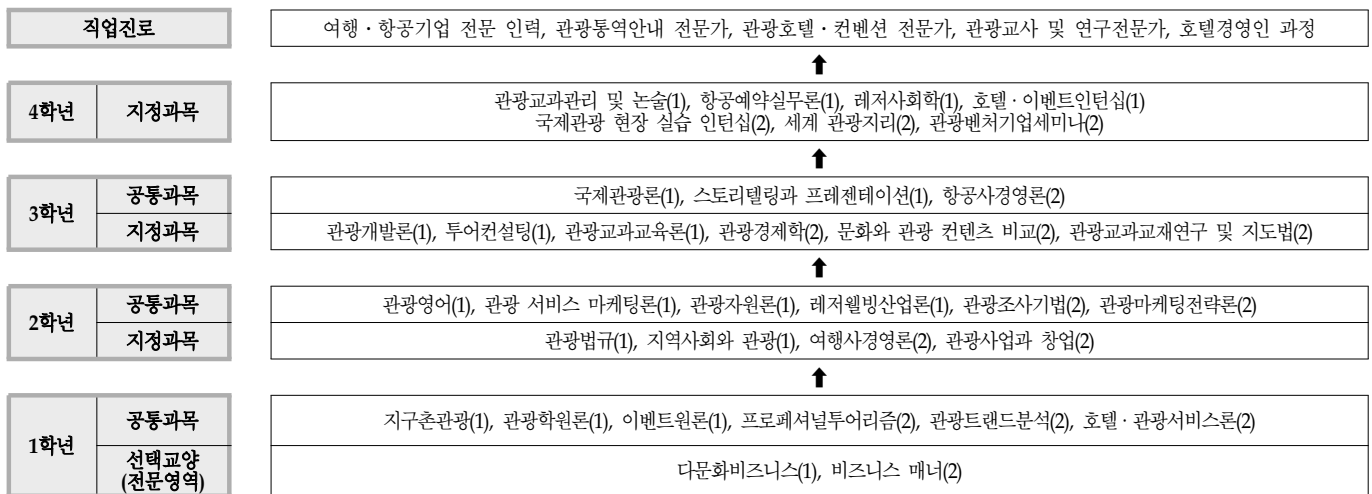 직업진로
여행·항공기업 전문 인력, 관광통역안내 전문가, 관광호텔·컨벤션 전문가, 관광교사 및 연구전문가, 호텔경영인 과정
4학년
지정과목
관광교과관리 및 논술(1), 항공예약실무론(1), 레저사회학(1), 호텔·이벤트인턴십(1)
국제관광 현장 실습 인턴십(2), 세계 관광지리(2), 관광벤처기업세미나(2)
3학년
공통과목
국제관광론(1), 스토리텔링과 프레젠테이션(1), 항공사경영론(2)
지정과목
관광개발론(1), 투어컨설팅(1), 관광교과교육론(1), 관광경제학(2), 문화와 관광 컨텐츠 비교(2), 관광교과교재연구 및 지도법(2)
2학년
공통과목
관광영어(1), 관광 서비스 마케팅론(1), 관광자원론(1), 레저웰빙산업론(1), 관광조사기법(2), 관광마케팅전략론(2)
지정과목
관광법규(1), 지역사회와 관광(1), 여행사경영론(2), 관광사업과 창업(2)
1학년
공통과목
지구촌관광(1), 관광학원론(1), 이벤트원론(1), 프로페셔널투어리즘(2), 관광트랜드분석(2), 호텔·관광서비스론(2)
선택교양
(전문영역)
다문화비즈니스(1), 비즈니스 매너(2)